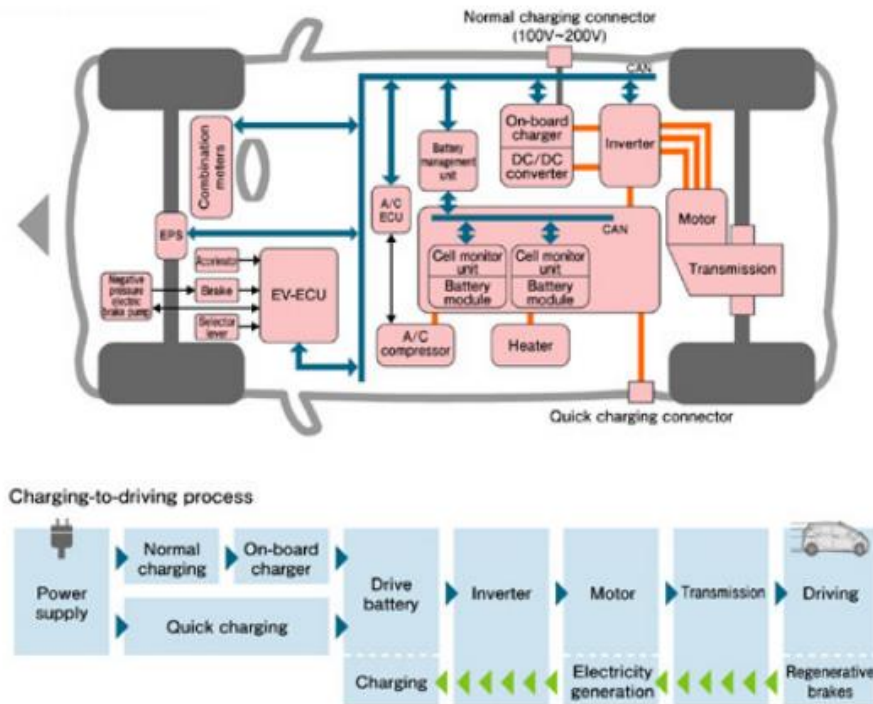 Normal charging connector
(100V~200V)
CAN
Combination
meters
Battery
management
unit
On-board
charger
DC/DC
converter
Inverter
A/C
ECU
EPS
CAN
Motor
Accelerator
Negative
pressure
electric
brake pump
Brake
EV-ECU
Selector
lever
Cell monitor
unit
Battery
module
Cell monitor
unit
Battery
module
Transmission
A/C
compressor
Heater
Quick charging connector
Charging-to-driving process
Power
supply
Normal
charging
On-board
charger
Quick charging
Drive
battery
Inverter
Motor
Transmission
Driving
Charging
Electricity
generation
Regenerative
brakes